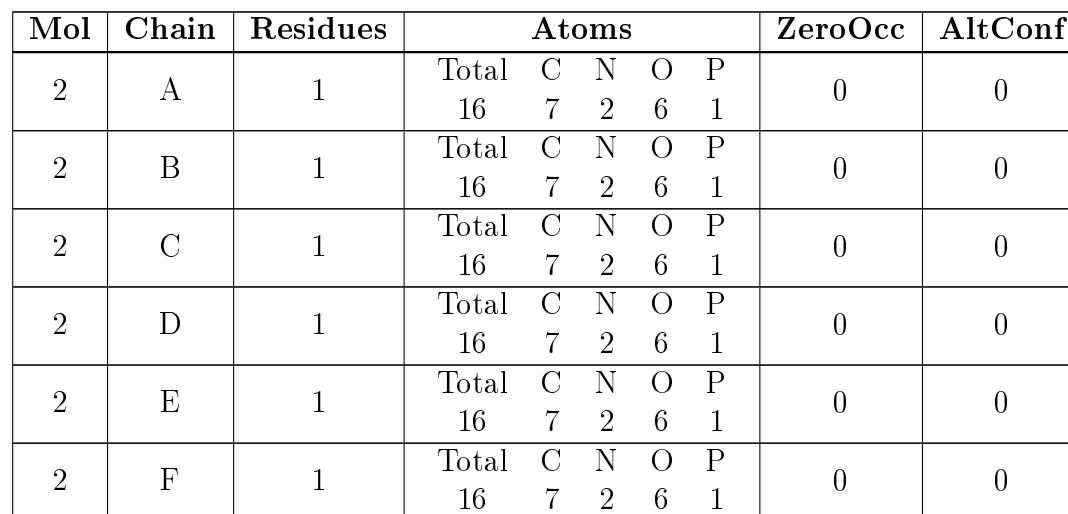 Mol Chain Residues Atoms ZeroOcc AltConf
2 A 1 Total C N O P 0 0
16 7 2 6 1
2 B 1 Total C N O P 0 0
16 7 2 6 1
2 C 1 Total C N O P 0 0
16 7 2 6 1
2 D 1 Total C N O P 0 0
16 7 2 6 1
2 E 1 Total C N O P 0 0
16 7 2 6 1
2 F 1 Total C N O P 0 0
16 7 2 6 1